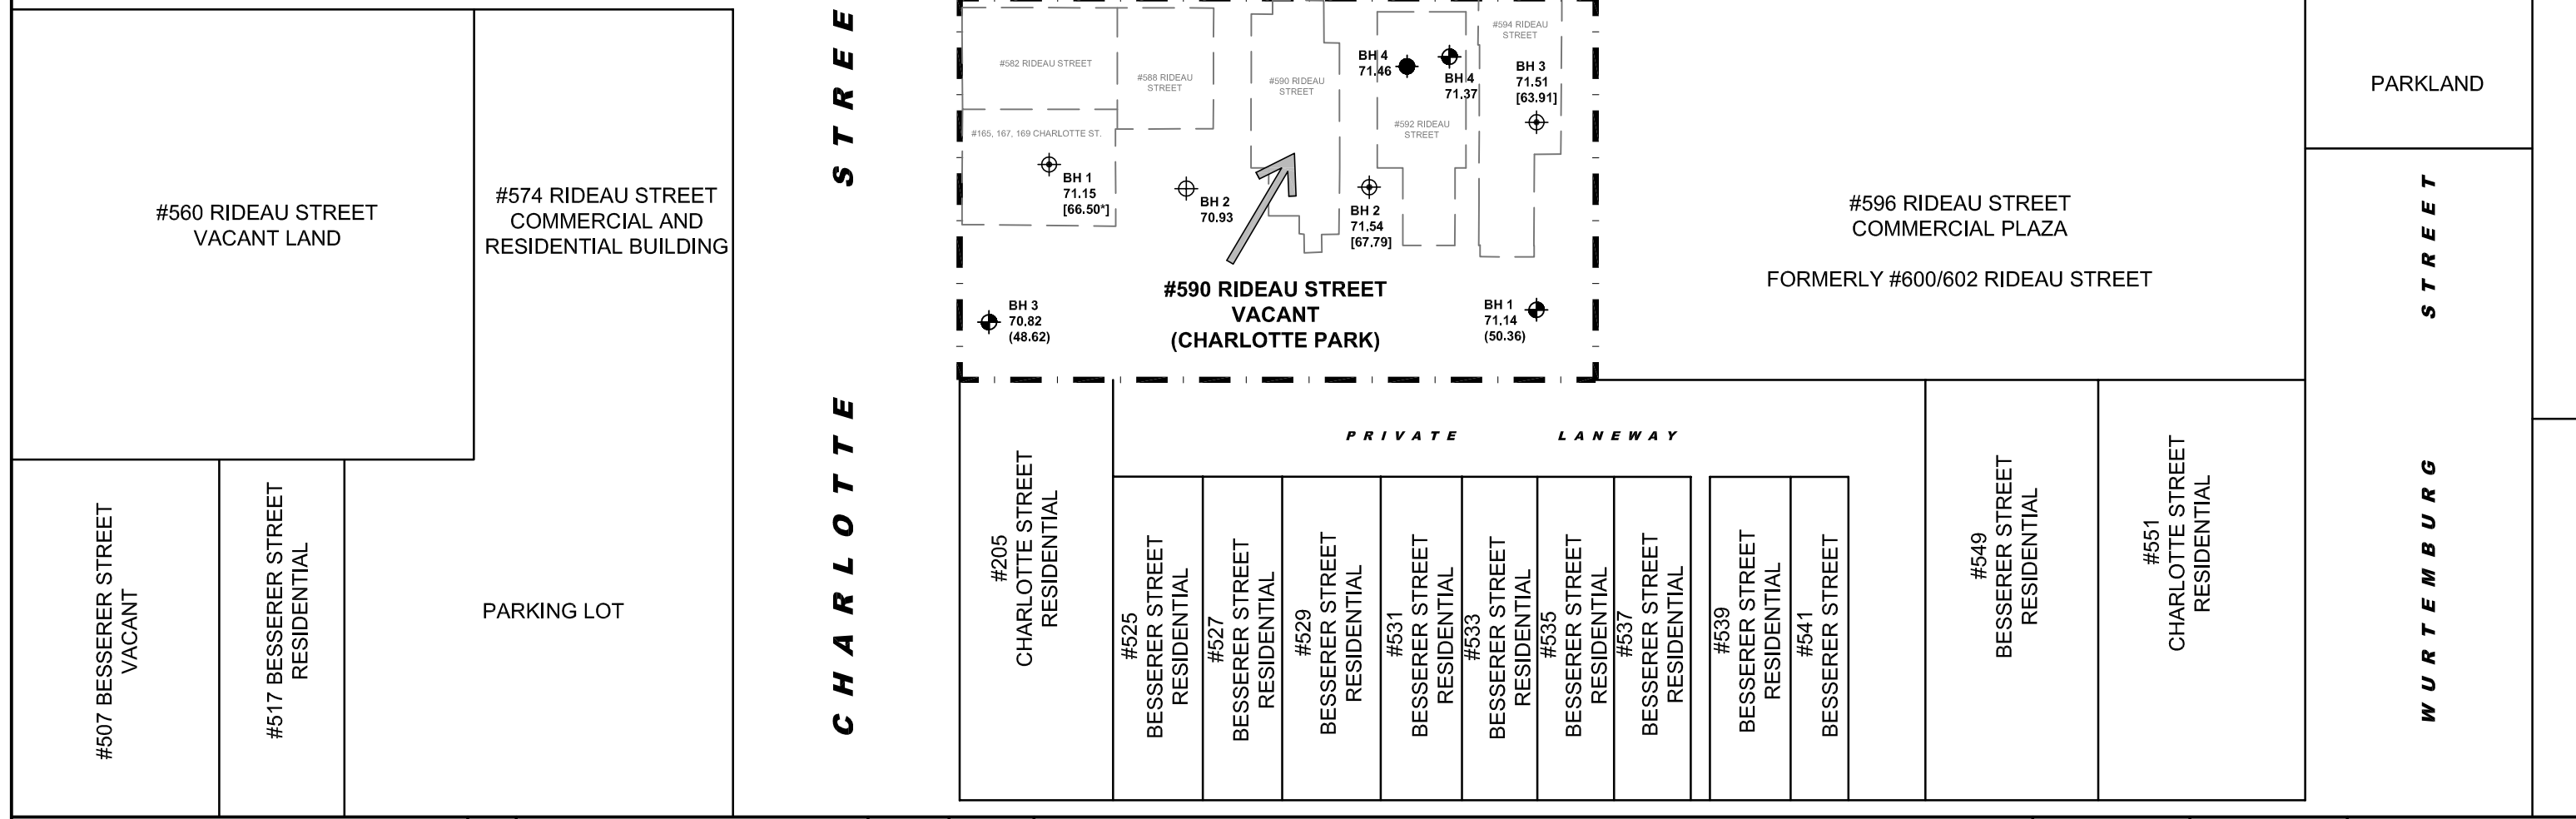 #560 RIDEAU STREET
VACANT LAND
#574 RIDEAU STREET
COMMERCIAL AND
RESIDENTIAL BUILDING
#507 BESSERER STREET
VACANT
#517 BESSERER STREET
RESIDENTIAL
PARKING LOT
CHARLOTTE STREE
#582 RIDEAU STREET
#588 RIDEAU
STREET
#590 RIDEAU
STREET
#592 RIDEAU
STREET
#594 RIDEAU
STREET
#165, 167, 169 CHARLOTTE ST.
BH 4
71.46
BH 4
71.37
BH 3
71.51
[63.91]
BH 1
71.15
[66.50*]
BH 2
70.93
BH 2
71.54
[67.79]
BH 3
70.82
(48.62)
BH 1
71.14
(50.36)
#590 RIDEAU STREET
VACANT
(CHARLOTTE PARK)
#596 RIDEAU STREET
COMMERCIAL PLAZA
FORMERLY #600/602 RIDEAU STREET
PARKLAND
WURTEMBURG STREET
PRIVATE LANEWAY
#205
CHARLOTTE STREET
RESIDENTIAL
#525
BESSERER STREET
RESIDENTIAL
#527
BESSERER STREET
RESIDENTIAL
#529
BESSERER STREET
RESIDENTIAL
#531
BESSERER STREET
RESIDENTIAL
#533
BESSERER STREET
RESIDENTIAL
#535
BESSERER STREET
RESIDENTIAL
#537
BESSERER STREET
RESIDENTIAL
#539
BESSERER STREET
RESIDENTIAL
#541
BESSERER STREET
#549
BESSERER STREET
RESIDENTIAL
#551
CHARLOTTE STREET
RESIDENTIAL